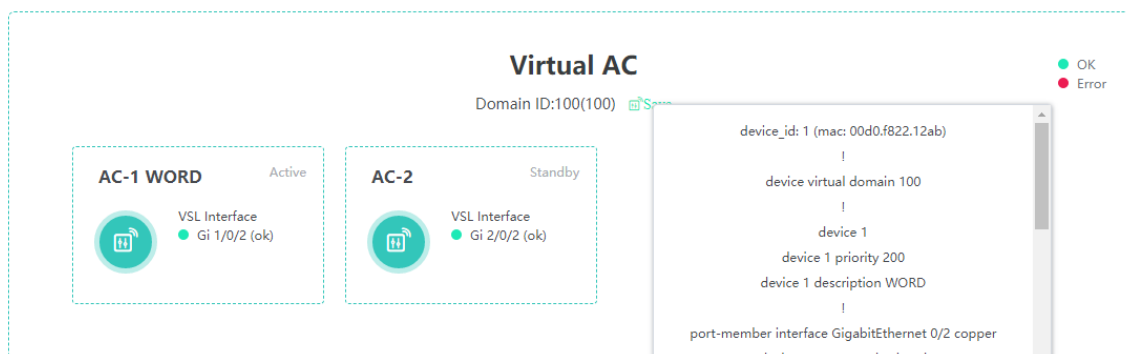 Virtual AC
OK
Error
Domain ID:100(100)
AC-1 WORD
Active
VSL Interface
Gi 1/0/2 (ok)
AC-2
Standby
VSL Interface
Gi 2/0/2 (ok)
device_id: 1 (mac: 00d0.f822.12ab)
!
device virtual domain 100
!
device 1
device 1 priority 200
device 1 description WORD
!
port-member interface GigabitEthernet 0/2 copper